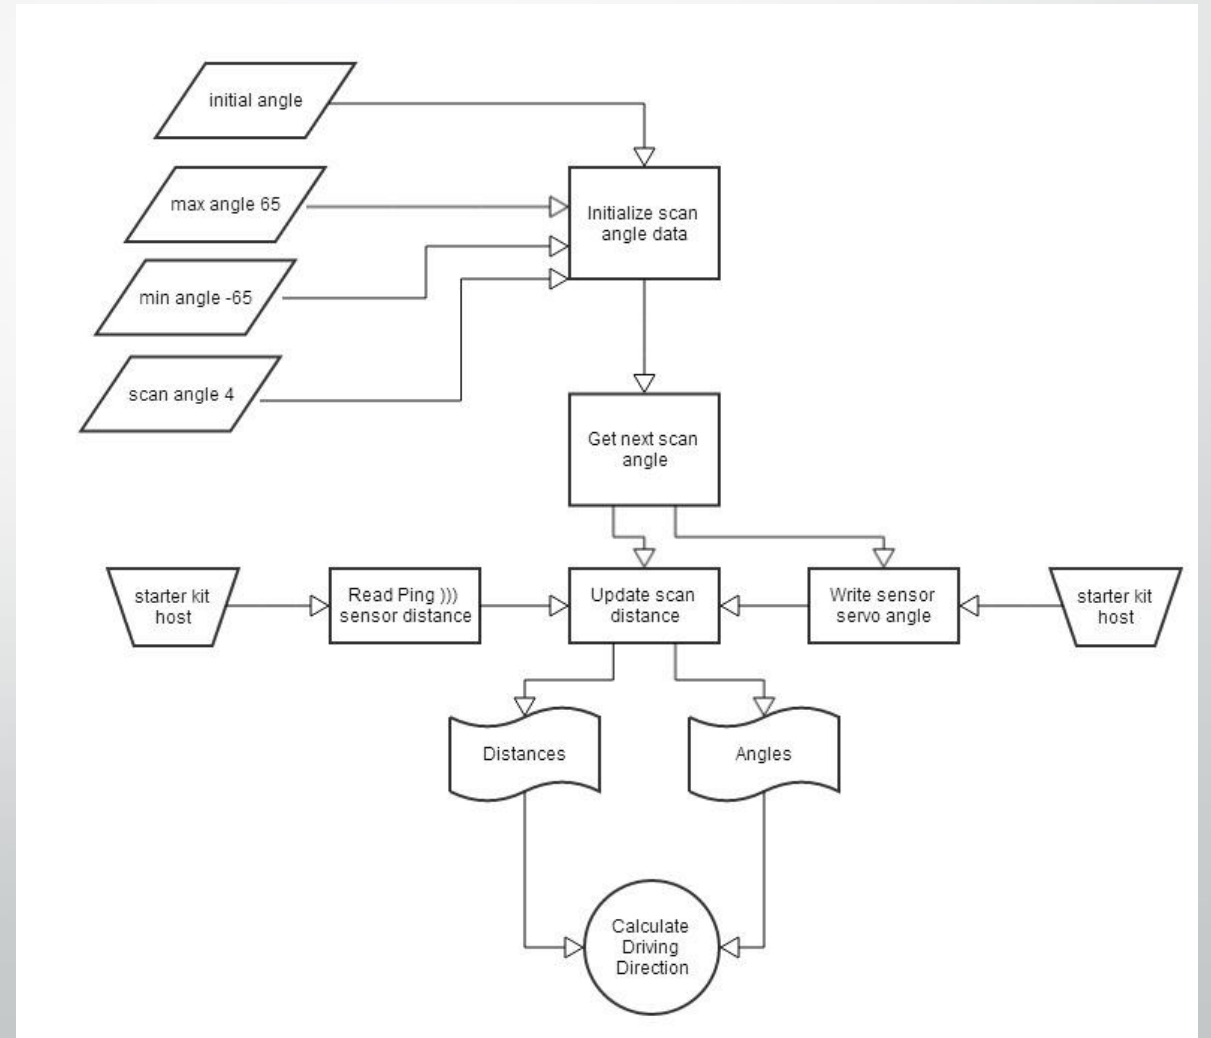 initial angle
max angle 65
Initialize scan
angle data
min angle -65
scan angle 4
Get next scan
angle
starter kit
host
Read Ping )))
sensor distance
Update scan
distance
Write sensor
servo angle
starter kit
host
Distances
Angles
Calculate
Driving
Direction